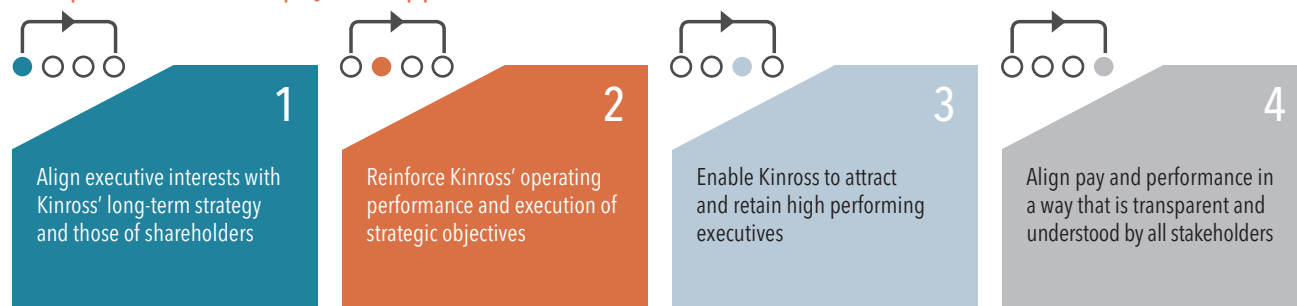 1
Align executive interests with
Kinross' long-term strategy
and those of shareholders
2
Reinforce Kinross' operating
performance and execution of
strategic objectives
3
Enable Kinross to attract
and retain high performing
executives
4
Align pay and performance in
a way that is transparent and
understood by all stakeholders